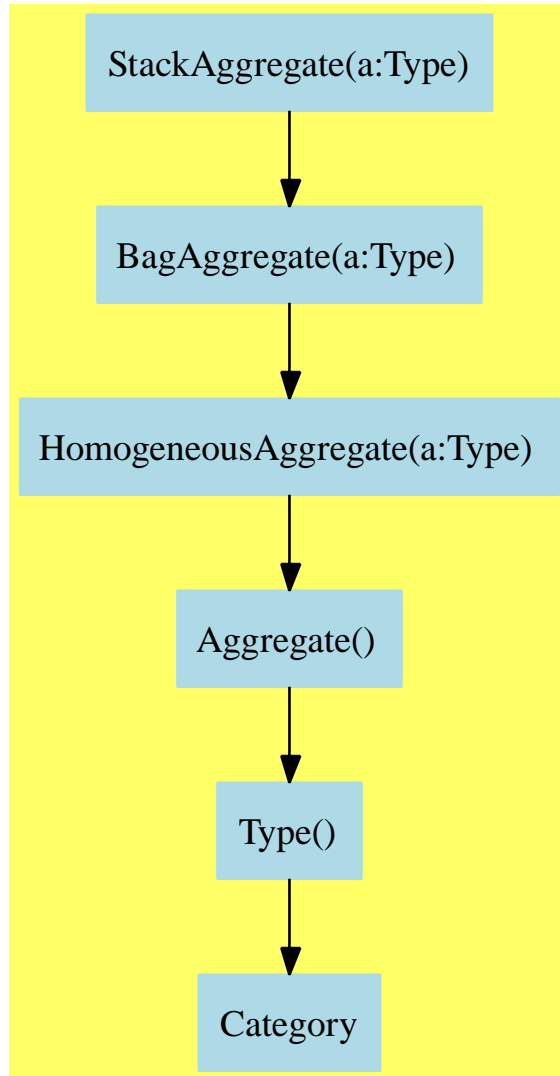 StackAggregate(a:Type)
BagAggregate(a:Type)
HomogeneousAggregate(a:Type)
Aggregate()
Type()
Category